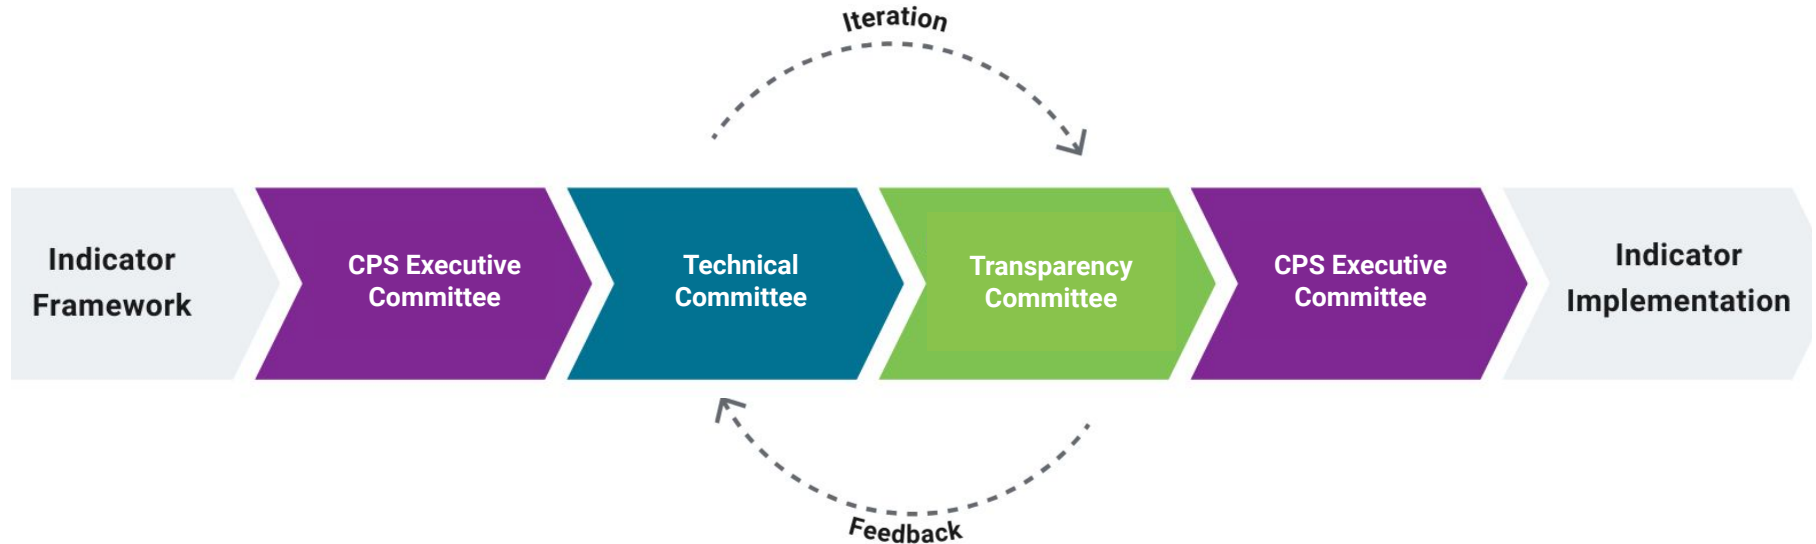 Iteration
Indicator
Framework
CPS Executive
Committee
Technical
Committee
Transparency
Committee
CPS Executive
Committee
Indicator
Implementation
Feedback